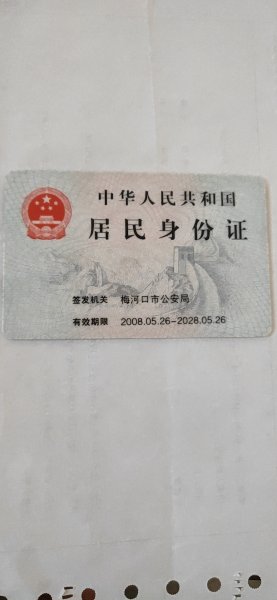 中华人民共和国
居民身份证
签发机关 梅河口市公安局
有效期限 2008.05.26-2028.05.26